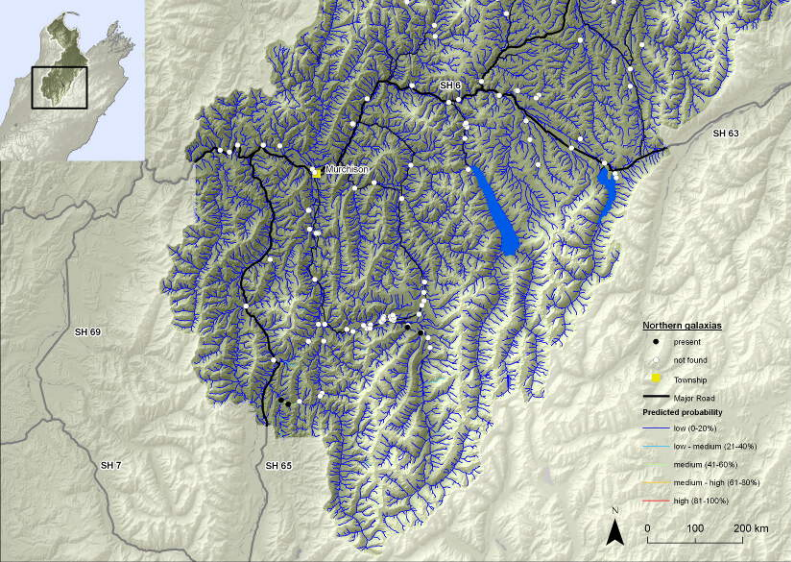 SH 6
SH 63
Murchison
SH 69
SH 7
SH 65
Northern galaxias
present
not found
Township
Major Road
Predicted probability
low (0-20%)
low - medium (21-40%)
medium (41-60%)
medium - high (61-80%)
high (81-100%)
N
0 100 200 km